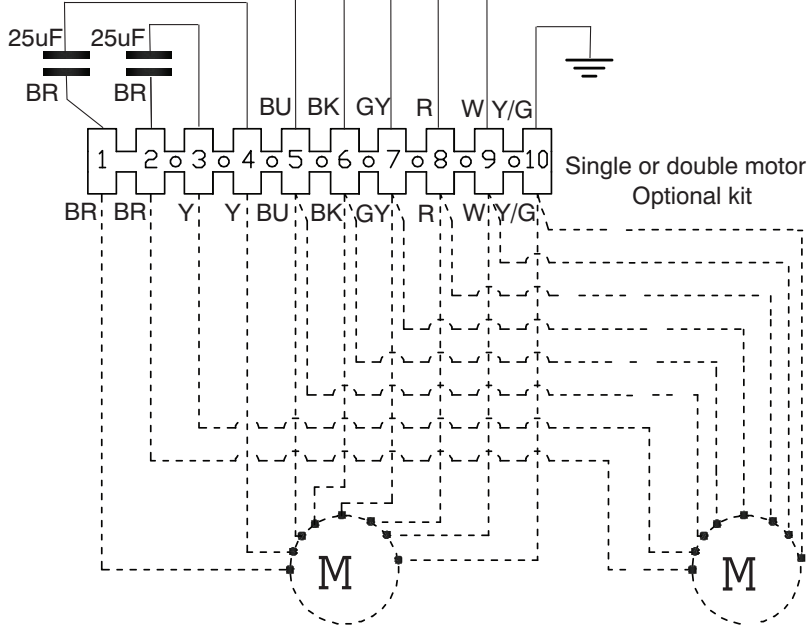 25uF 25uF
BR BR
BU BK GY R W Y/G
1 2 3 4 5 6 7 8 9 10
Single or double motor
Optional kit
BR BR Y Y BU BK GY R W Y/G
M M